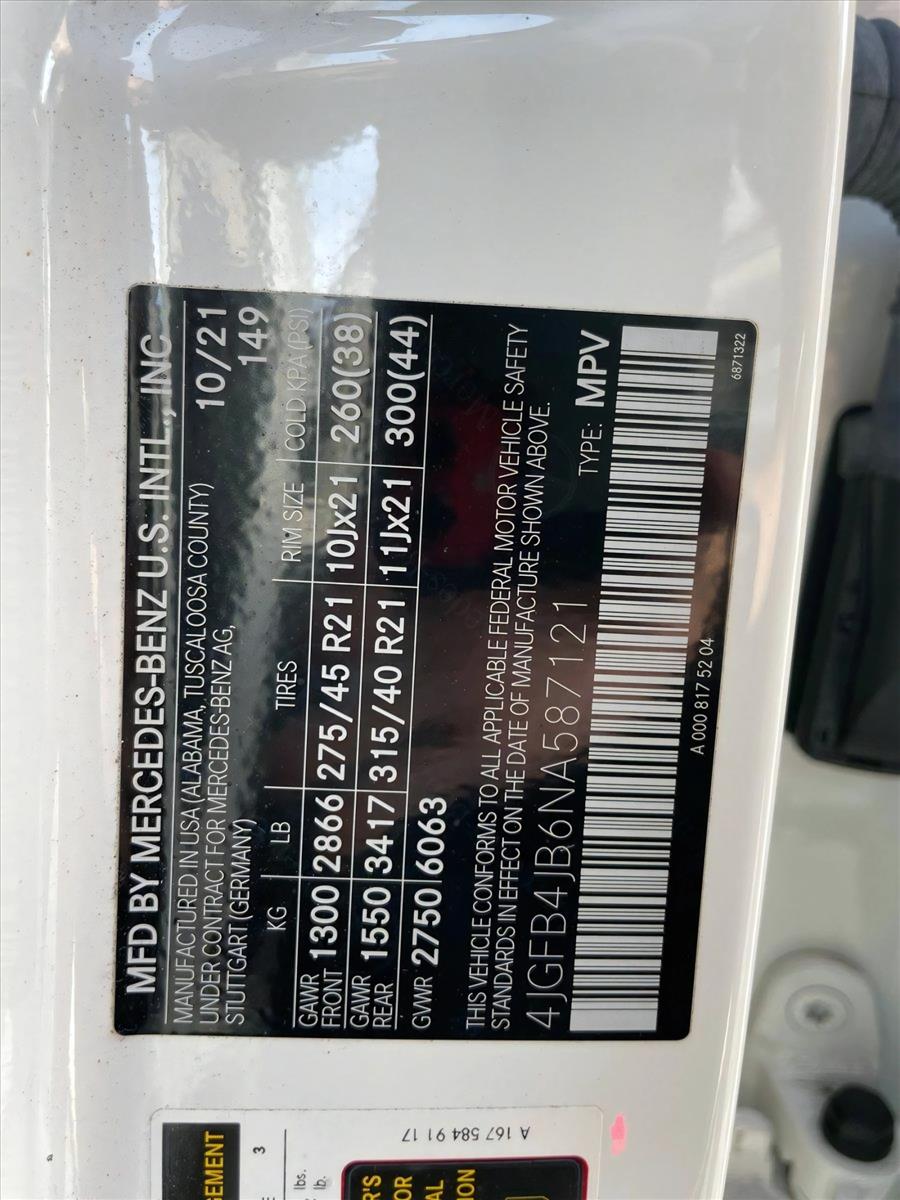 MFD BY MERCEDES-BENZ U.S. INTL., INC
MANUFACTURED IN USA (ALABAMA, TUSCALOOSA COUNTY) 10/21
UNDER CONTRACT FOR MERCEDES-BENZ AG,
STUTTGART (GERMANY) 149
KG LB TIRES RIM SIZE COLD KPA (PSI)
GAWR FRONT 1300 2866 275/45 R21 10Jx21 260(38)
GAWR REAR 1550 3417 315/40 R21 11Jx21 300(44)
GVWR 2750 6063
THIS VEHICLE CONFORMS TO ALL APPLICABLE FEDERAL MOTOR VEHICLE SAFETY
STANDARDS IN EFFECT ON THE DATE OF MANUFACTURE SHOWN ABOVE.
4JGFB4JB6NA587121 TYPE: MPV
A 000 817 52 04 6871322
A 167 584 91 17
GEMENT
3
lbs.
lb.